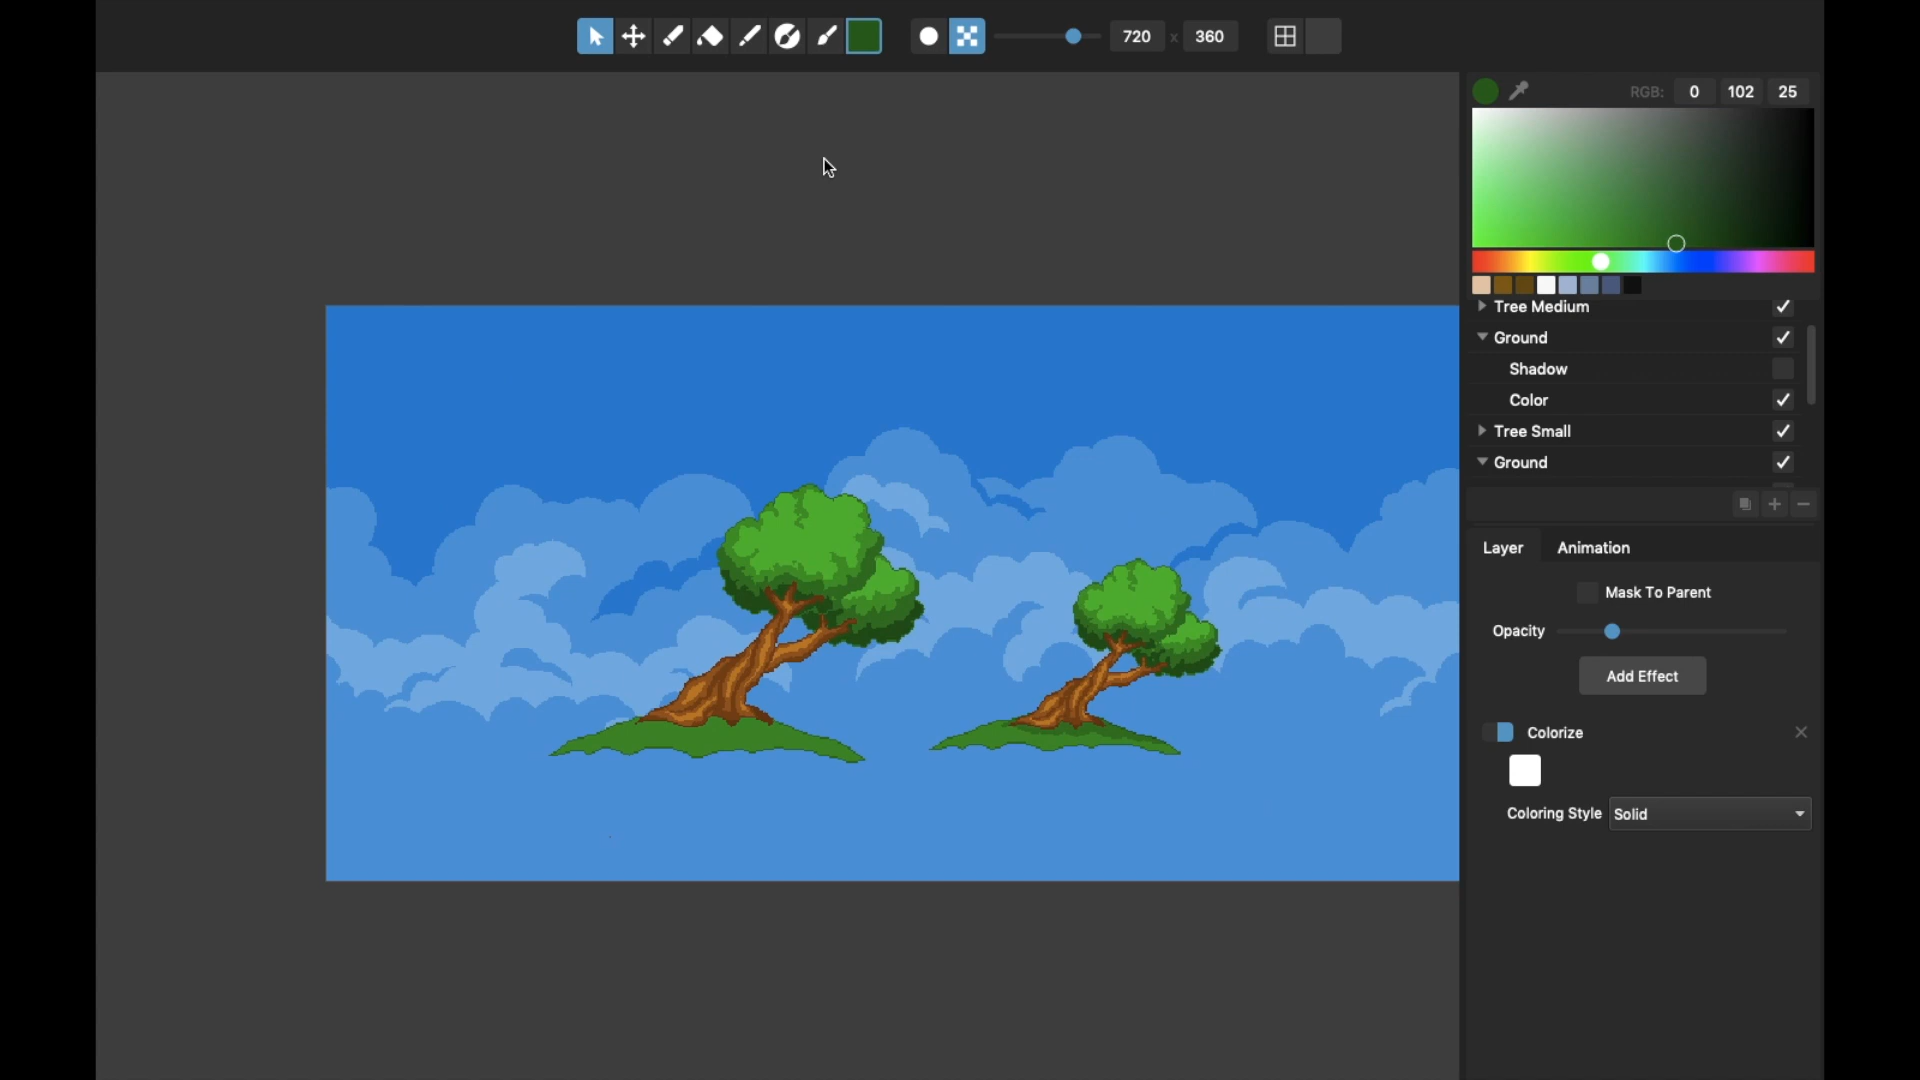 720 x 360
RGB: 0 102 25
Tree Medium
Ground
Shadow
Color
Tree Small
Ground
Layer Animation
Mask To Parent
Opacity
Add Effect
Colorize
Coloring Style Solid